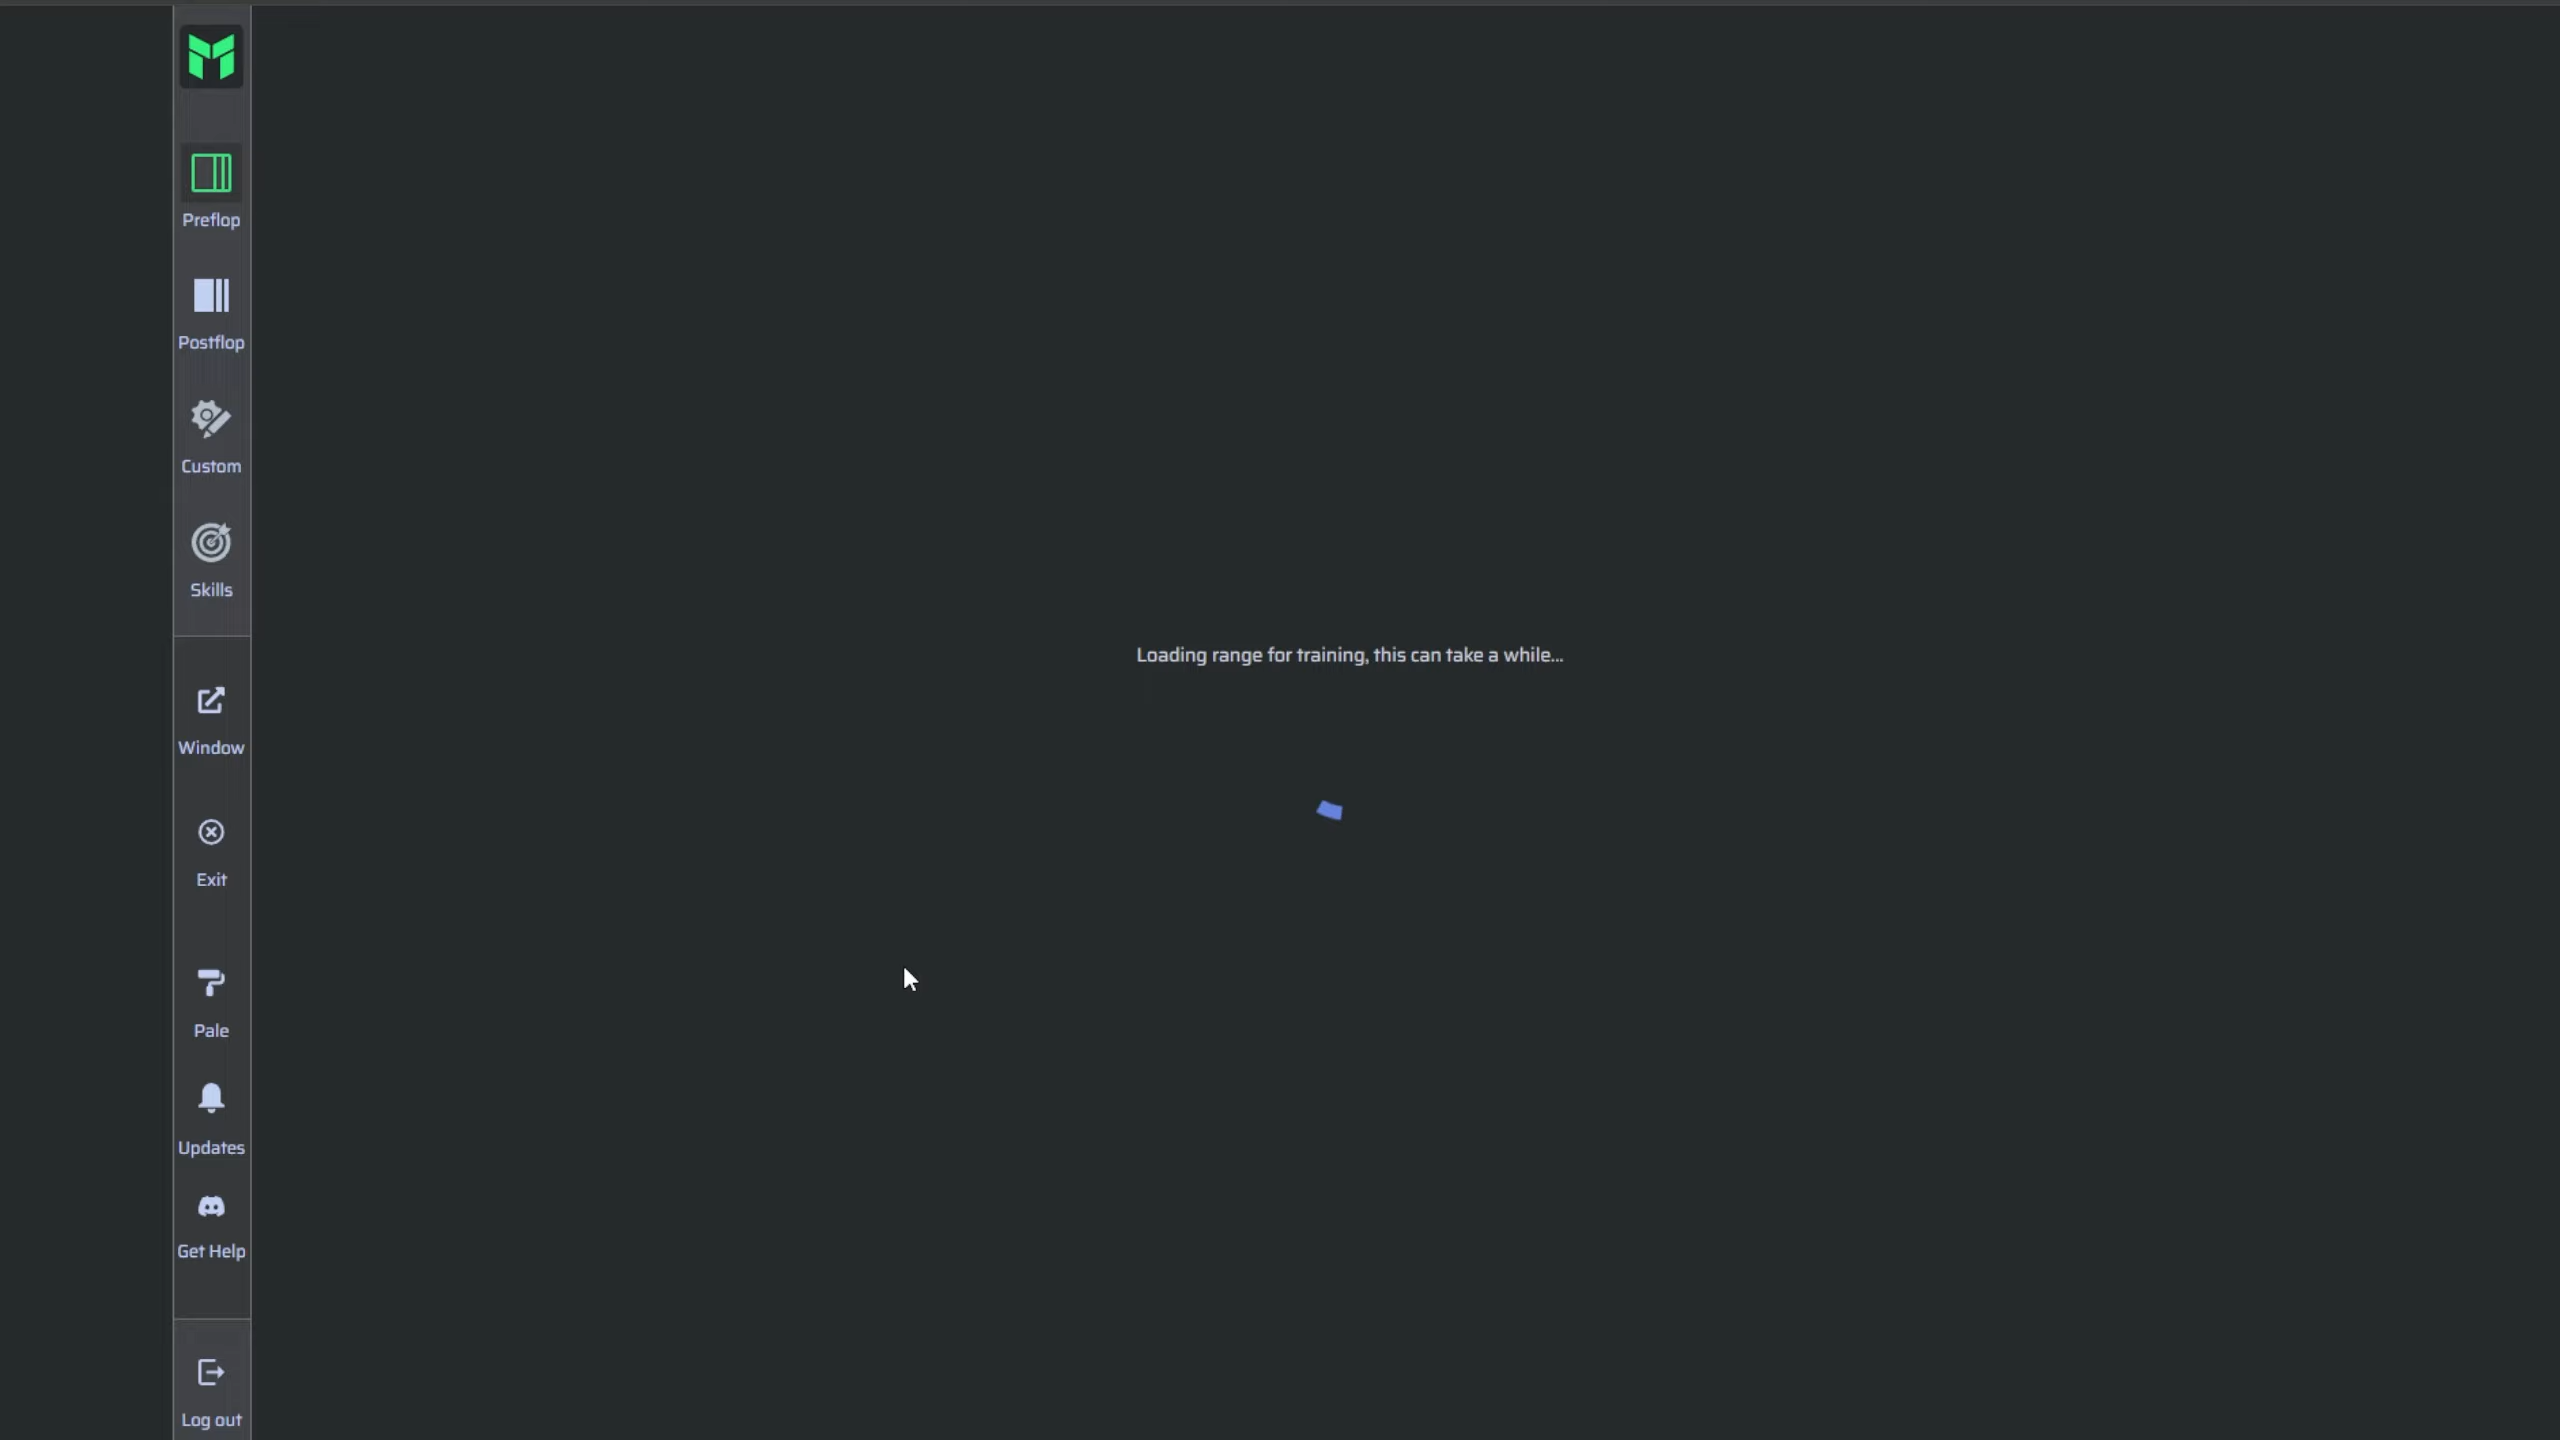 Preflop
Postflop
Custom
Skills
Loading range for training, this can take a while...
Window
Exit
Pale
Updates
Get Help
Log out